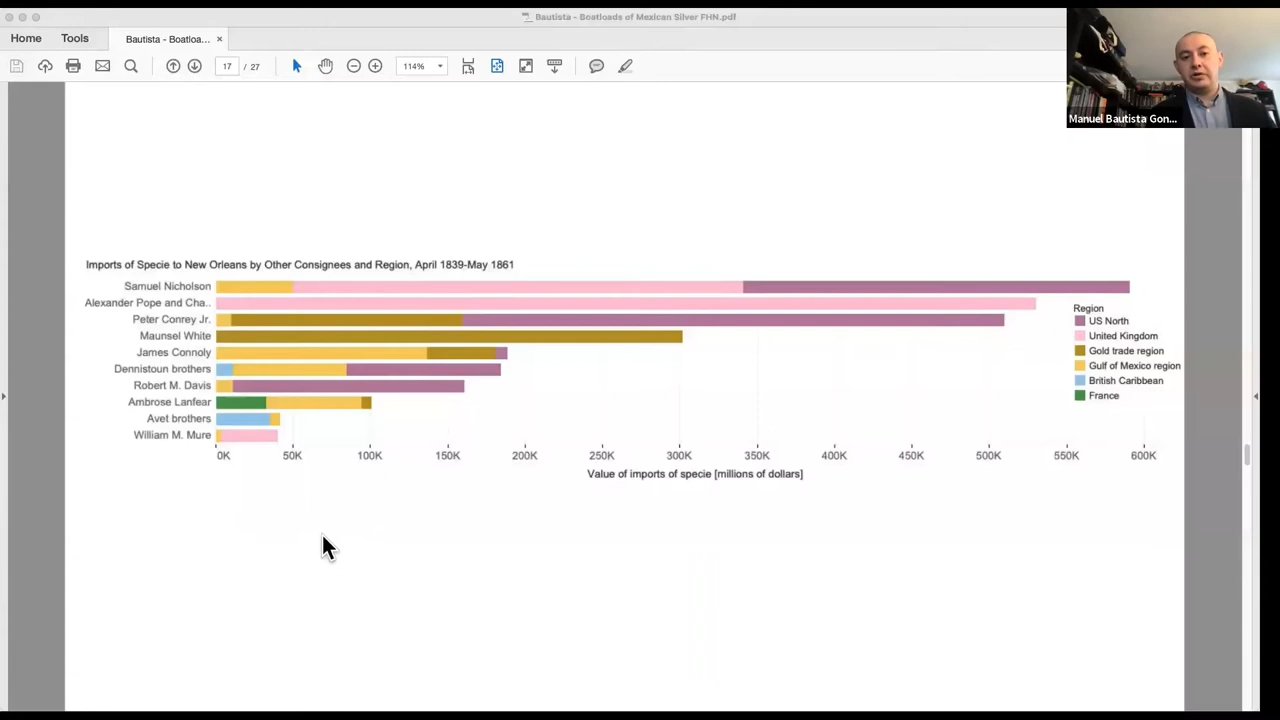 Bautista - Boatloads of Mexican Silver FHN.pdf
Home Tools Bautista - Boatloa... ×
17 / 27 114%
Manuel Bautista Gon...
Imports of Specie to New Orleans by Other Consignees and Region, April 1839-May 1861
Samuel Nicholson
Alexander Pope and Cha..
Peter Conrey Jr.
Maunsel White
James Connoly
Dennistoun brothers
Robert M. Davis
Ambrose Lanfear
Avet brothers
William M. Mure
Region
US North
United Kingdom
Gold trade region
Gulf of Mexico region
British Caribbean
France
0K 50K 100K 150K 200K 250K 300K 350K 400K 450K 500K 550K 600K
Value of imports of specie [millions of dollars]